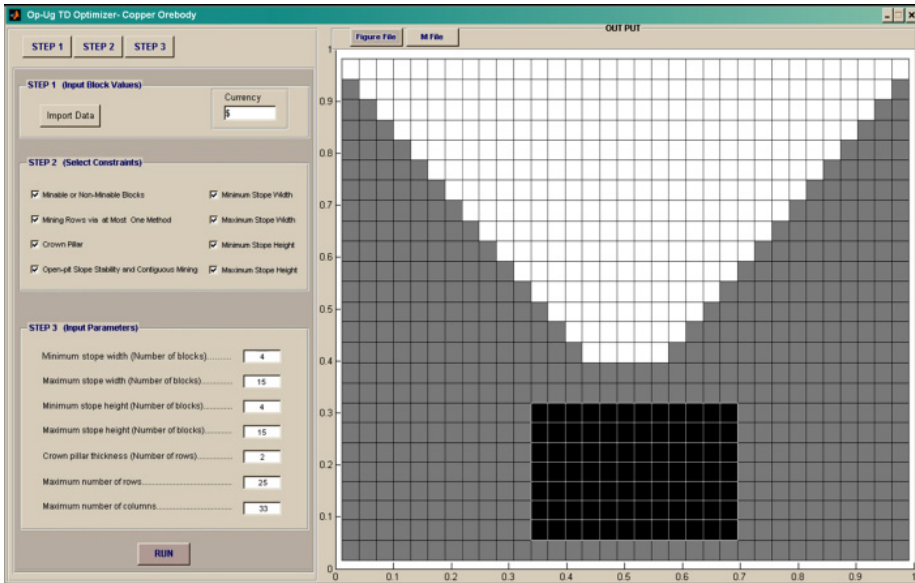 Op-Ug TD Optimizer- Copper Orebody
STEP 1 STEP 2 STEP 3
STEP 1 (Input Block Values)
Import Data
Currency
$
STEP 2 (Select Constraints)
Minable or Non-Minable Blocks
Minimum Stope Width
Mining Rows via at Most One Method
Maximum Stope Width
Crown Pillar
Minimum Stope Height
Open-pit Slope Stability and Contiguous Mining
Maximum Stope Height
STEP 3 (Input Parameters)
Minimum stope width (Number of blocks).......... 4
Maximum stope width (Number of blocks).......... 15
Minimum stope height (Number of blocks).......... 4
Maximum stope height (Number of blocks).......... 15
Crown pillar thickness (Number of rows).......... 2
Maximum number of rows.......... 25
Maximum number of columns.......... 33
RUN
OUT PUT
Figure File M File
1
0.9
0.8
0.7
0.6
0.5
0.4
0.3
0.2
0.1
0
0 0.1 0.2 0.3 0.4 0.5 0.6 0.7 0.8 0.9 1